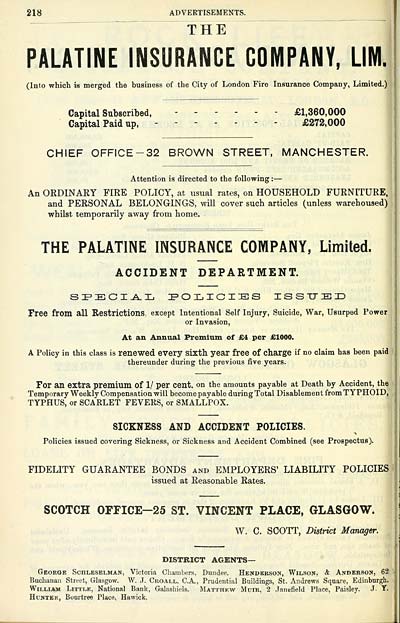 218 ADVERTISEMENTS.
THE
PALATINE INSURANCE COMPANY, LIM.
(Into which is merged the business of the City of London Fire Insurance Company, Limited.)
Capital Subscribed, - - - - - - £1,360,000
Capital Paid up, - - - - - - - £272,000
CHIEF OFFICE—32 BROWN STREET, MANCHESTER.
Attention is directed to the following:—
An ORDINARY FIRE POLICY, at usual rates, on HOUSEHOLD FURNITURE,
and PERSONAL BELONGINGS, will cover such articles (unless warehoused)
whilst temporarily away from home.
THE PALATINE INSURANCE COMPANY, Limited.
ACCIDENT DEPARTMENT.
SPECIAL POLICIES ISSUED
Free from all Restrictions, except Intentional Self Injury, Suicide, War, Usurped Power
or Invasion,
At an Annual Premium of £4 per £1000.
A Policy in this class is renewed every sixth year free of charge if no claim has been paid
thereunder during the previous five years.
For an extra premium of 1/ per cent. on the amounts payable at Death by Accident, the
Temporary Weekly Compensation will become payable during Total Disablement from TYPHOID,
TYPHUS, or SCARLET FEVERS, or SMALLPOX.
SICKNESS AND ACCIDENT POLICIES.
Policies issued covering Sickness, or Sickness and Accident Combined (see Prospectus).
FIDELITY GUARANTEE BONDS AND EMPLOYERS' LIABILITY POLICIES
issued at Reasonable Rates.
SCOTCH OFFICE—25 ST. VINCENT PLACE, GLASGOW.
W. C. SCOTT, District Manager.
DISTRICT AGENTS—
GEORGE SCHLESELMAN, Victoria Chambers, Dundee. HENDERSON, WILSON, & ANDERSON, 62
Buchanan Street, Glasgow. W. J. CROALL, C.A., Prudential Buildings, St. Andrews Square, Edinburgh.
WILLIAM LITTLE, National Bank, Galashiels. MATTHEW MUIR, 2 Janefield Place, Paisley. J. Y.
HUNTER, Bourtree Place, Hawick.